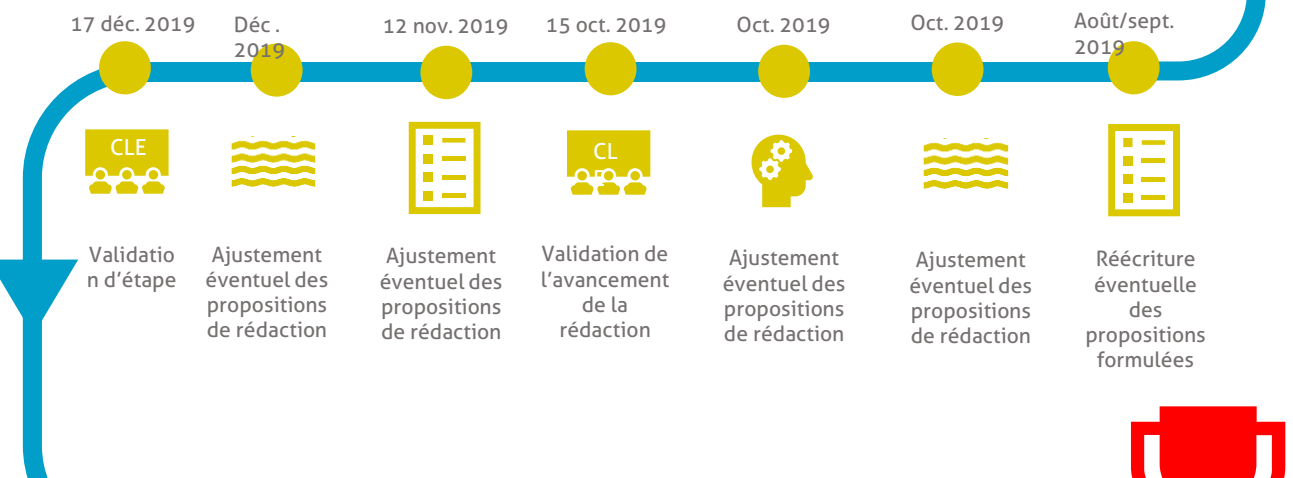 17 déc. 2019
Déc .
2019
12 nov. 2019
15 oct. 2019
Oct. 2019
Oct. 2019
Août/sept.
2019
CLE
CL
E
Validatio
n d’étape
Ajustement
éventuel des
propositions
de rédaction
Ajustement
éventuel des
propositions
de rédaction
Validation de
l’avancement
de la
rédaction
Ajustement
éventuel des
propositions
de rédaction
Ajustement
éventuel des
propositions
de rédaction
Réécriture
éventuelle
des
propositions
formulées